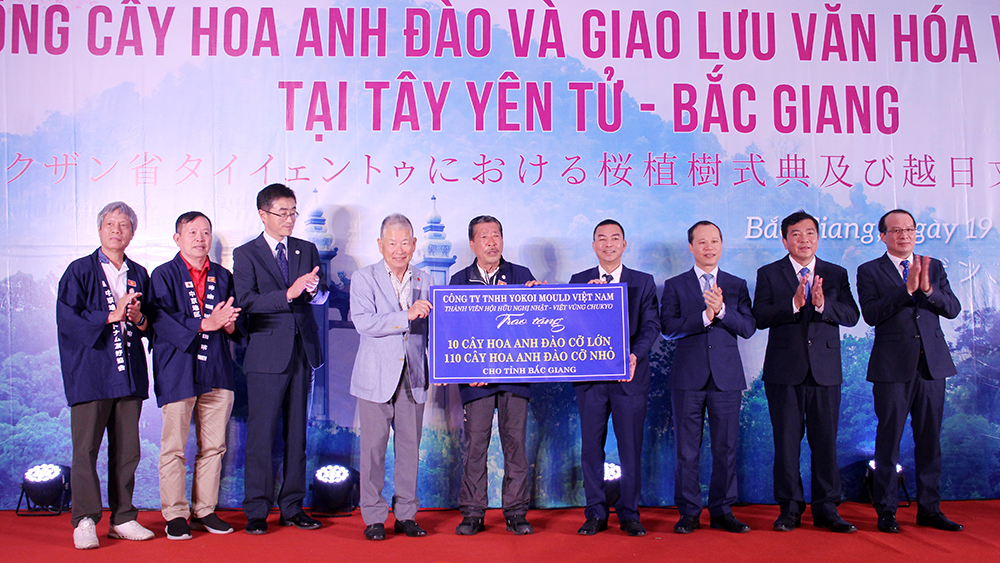 ỒNG CÂY HOA ANH ĐÀO VÀ GIAO LƯU VĂN HÓA V
TẠI TÂY YÊN TỬ - BẮC GIANG
クザン省タイイェントゥにおける桜植樹式典及び越日文
Bắc Giang, ngày 19
CÔNG TY TNHH YOKOI MOULD VIỆT NAM
THÀNH VIÊN HỘI HỮU NGHỊ NHẬT - VIỆT VÙNG CHUKYO
Trao tặng
10 CÂY HOA ANH ĐÀO CỠ LỚN
110 CÂY HOA ANH ĐÀO CỠ NHỎ
CHO TỈNH BẮC GIANG